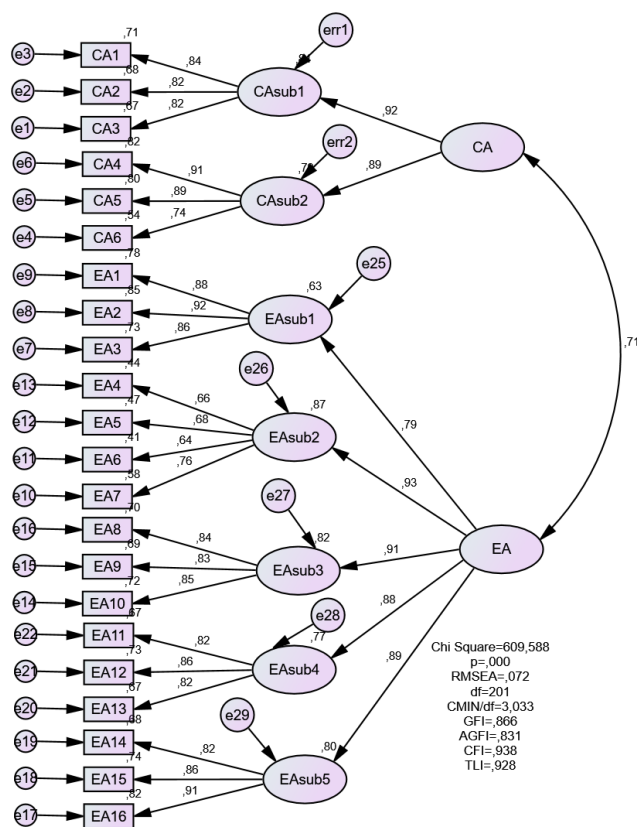 ,71
e3
CA1
,84
err1
,68
e2
CA2
,82
CAsub1
,67
e1
CA3
,82
,92
CA
,82
e6
CA4
,91
err2
,89
,80
e5
CA5
,89
CAsub2
,54
e4
CA6
,74
,78
e9
EA1
,88
,63
e25
,85
e8
EA2
,92
EAsub1
,73
e7
EA3
,86
,71
,44
e13
EA4
,66
e26
,87
,79
,47
e12
EA5
,68
EAsub2
,41
e11
EA6
,64
,93
,58
e10
EA7
,76
,70
e16
EA8
,84
e27
,82
,91
EA
,69
e15
EA9
,83
EAsub3
,72
e14
EA10
,85
,88
,67
e22
EA11
,82
e28
,77
,89
,73
e21
EA12
,86
EAsub4
,67
e20
EA13
,82
,68
e19
EA14
,82
e29
,80
,74
e18
EA15
,86
EAsub5
,82
e17
EA16
,91
Chi Square=609,588
p=,000
RMSEA=,072
df=201
CMIN/df=3,033
GFI=,866
AGFI=,831
CFI=,938
TLI=,928